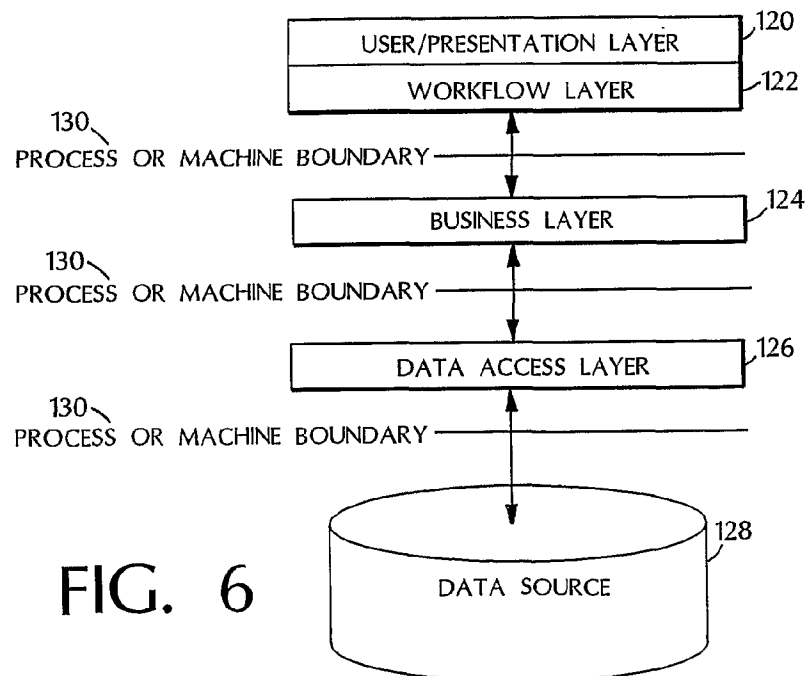 USER/PRESENTATION LAYER 120
WORKFLOW LAYER 122
130
PROCESS OR MACHINE BOUNDARY
BUSINESS LAYER 124
130
PROCESS OR MACHINE BOUNDARY
DATA ACCESS LAYER 126
130
PROCESS OR MACHINE BOUNDARY
128
DATA SOURCE
FIG. 6